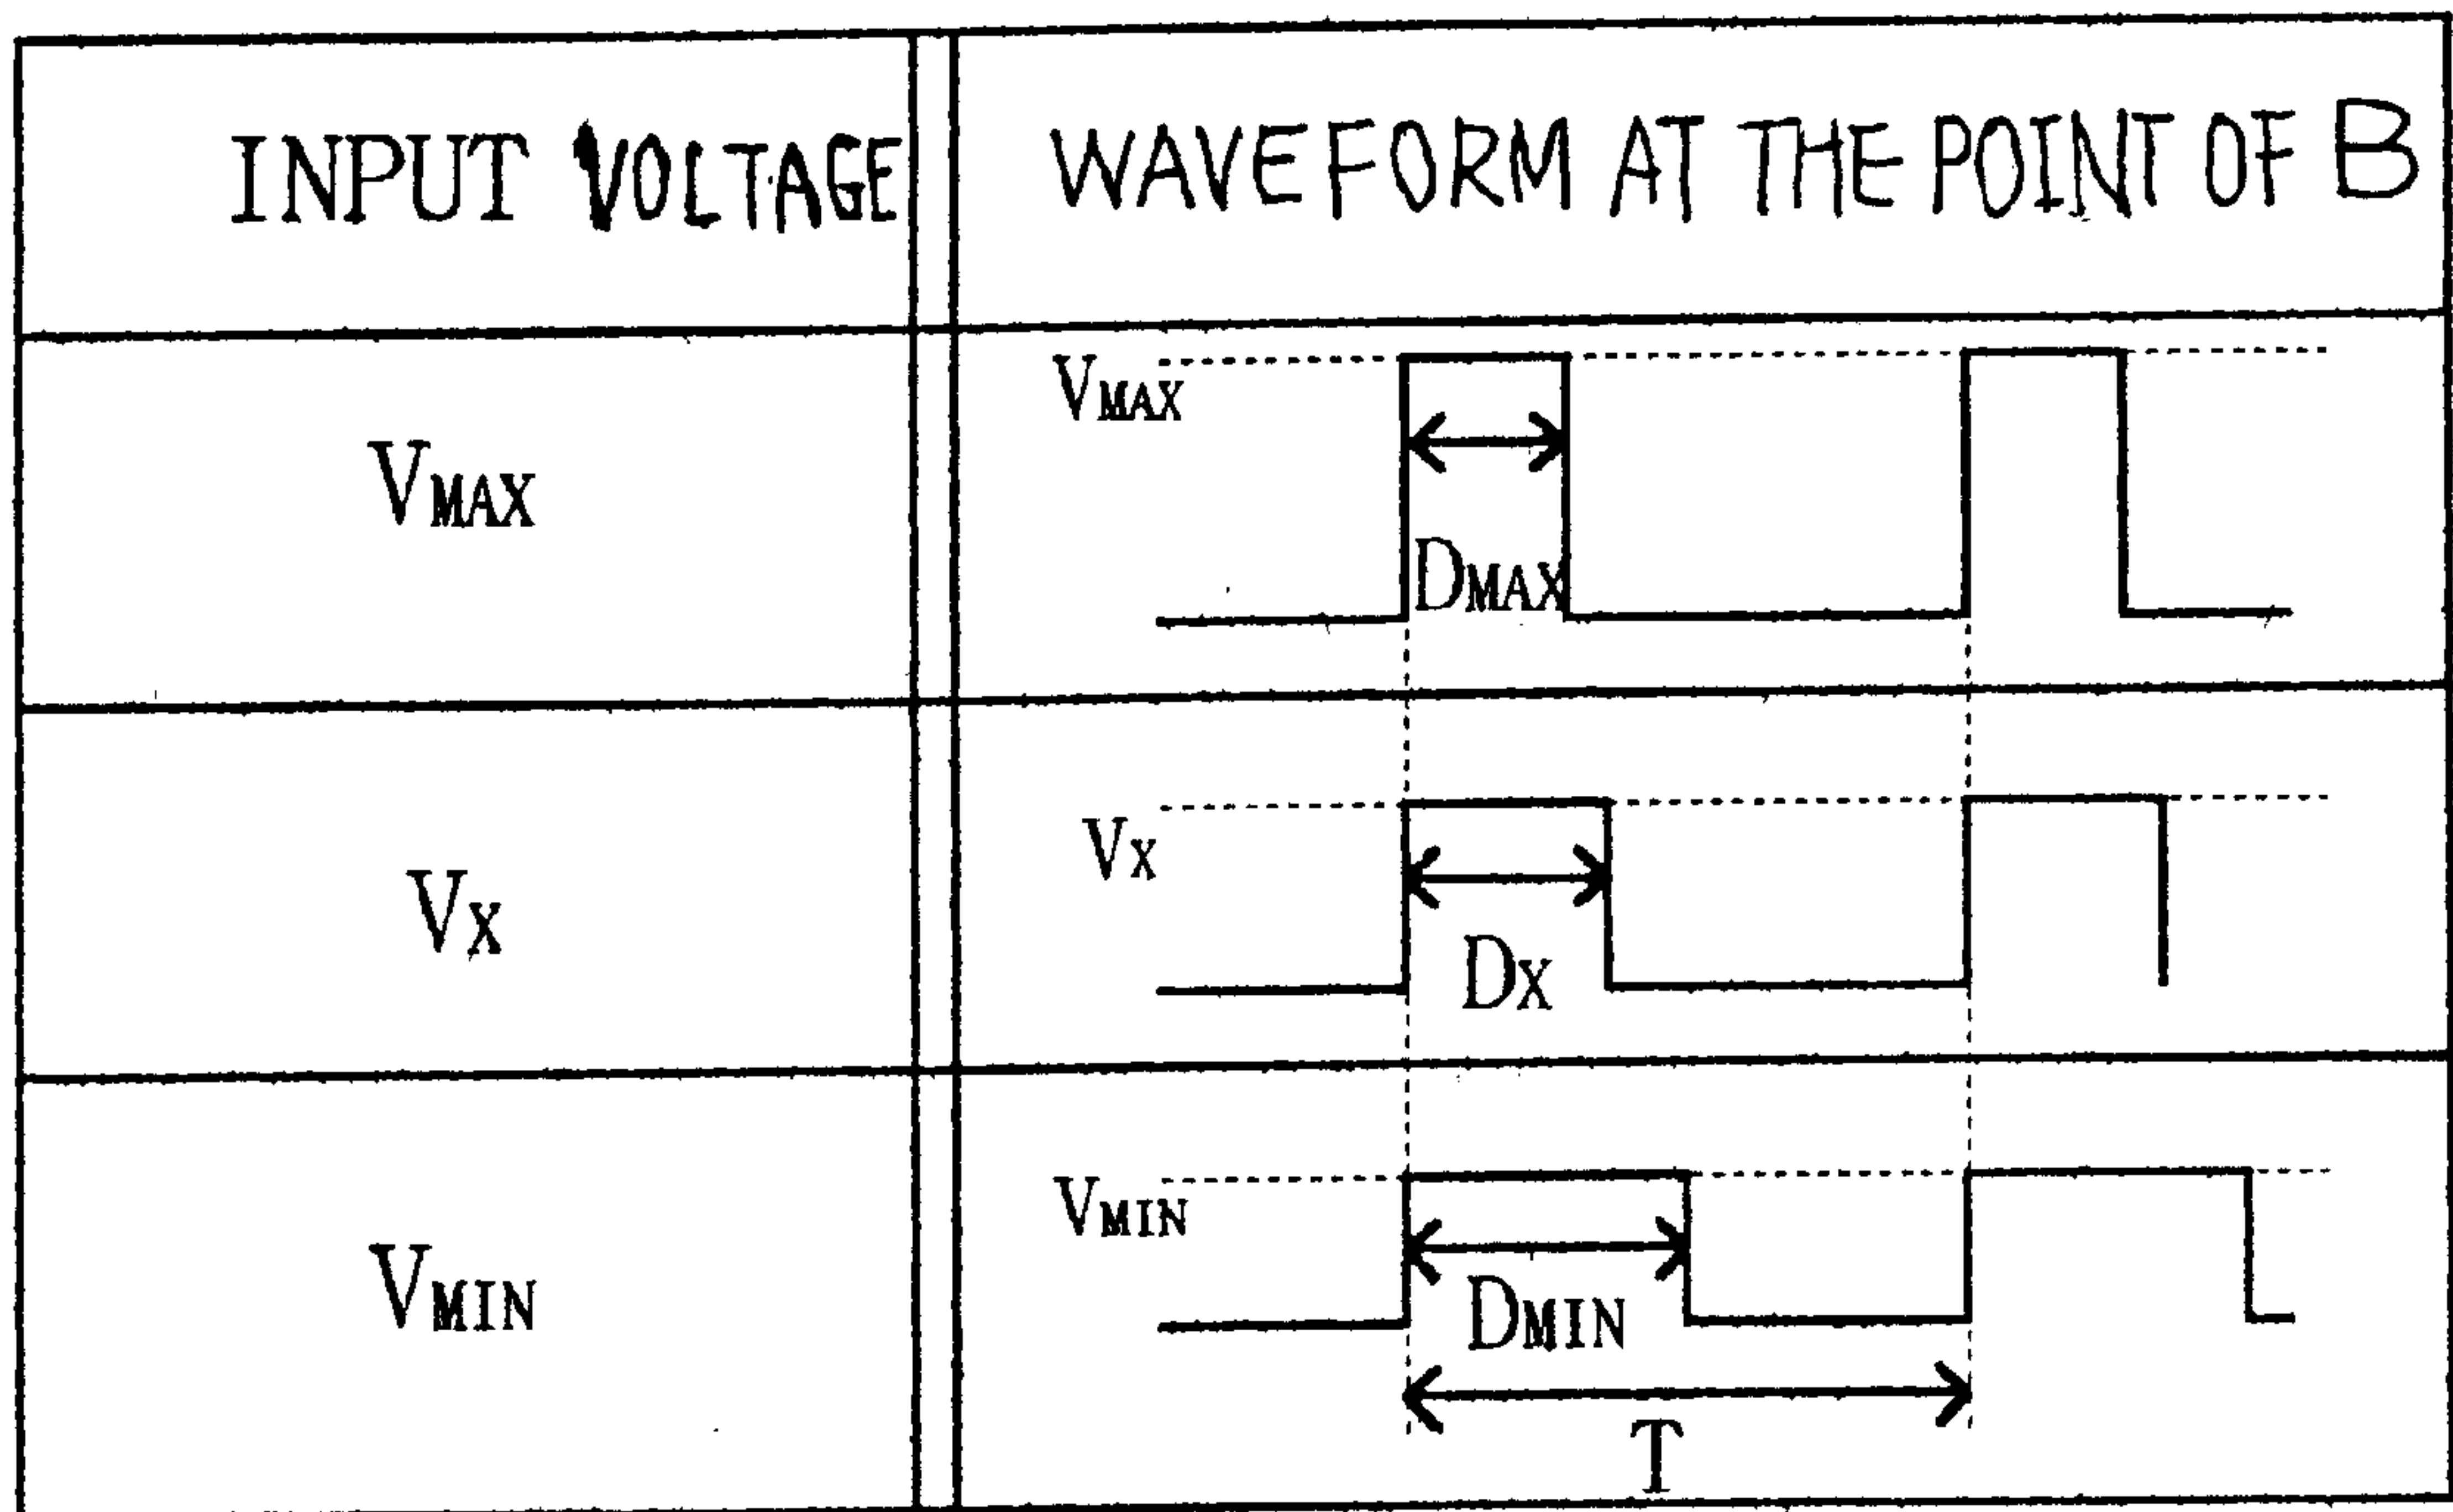 INPUT VOLTAGE WAVEFORM AT THE POINT OF B
VMAX
VMAX
DMAX
VX
VX
DX
VMIN
VMIN
DMIN
T